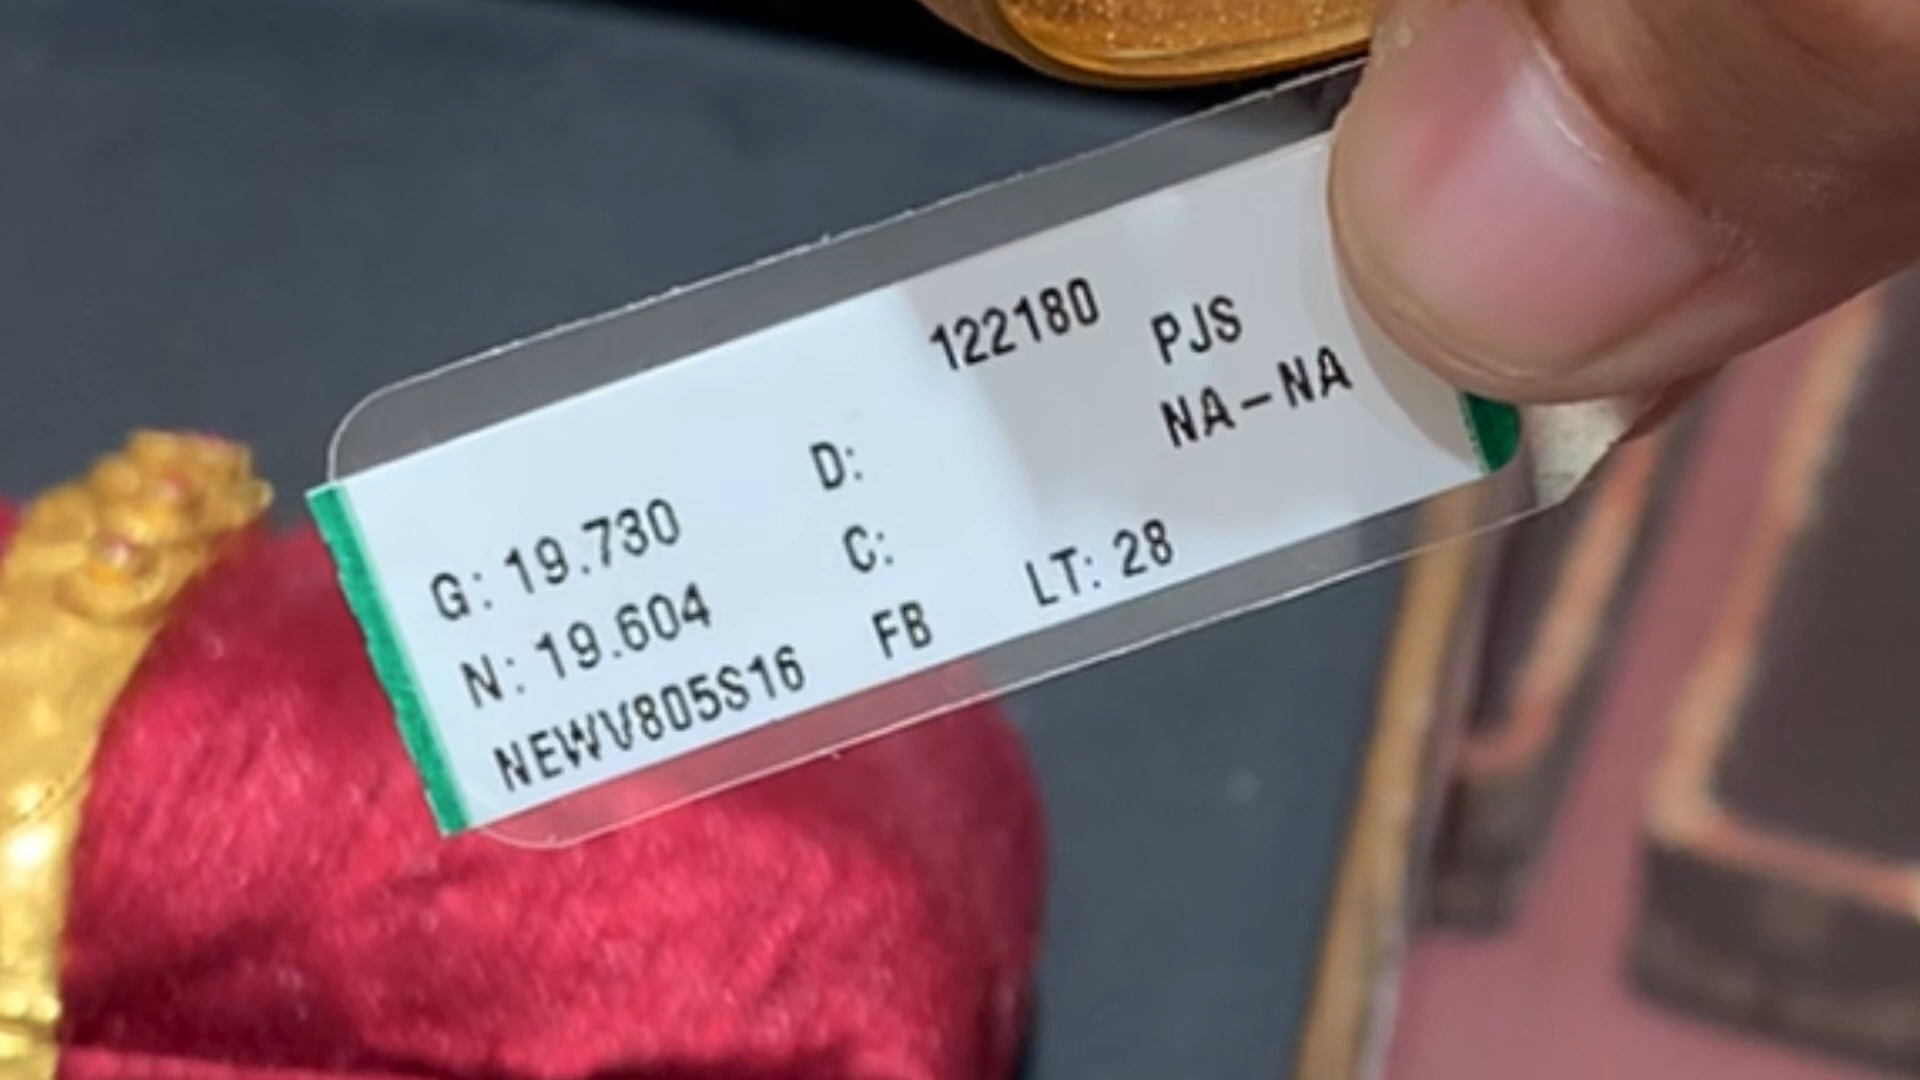 122180 PJS
NA-NA
G: 19.730 D:
N: 19.604 C:
NEWV805S16 FB LT: 28